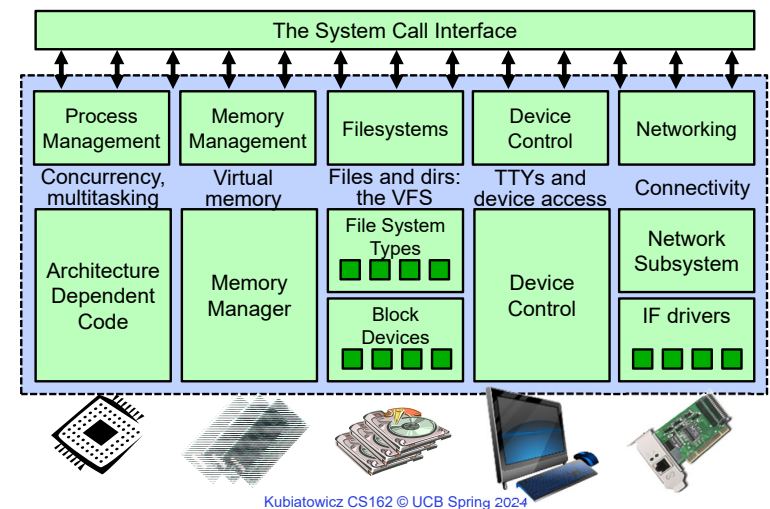 The System Call Interface
Process
Management
Memory
Management
Filesystems
Device
Control
Networking
Concurrency,
multitasking
Virtual
memory
Files and dirs:
the VFS
TTYs and
device access
Connectivity
Architecture
Dependent
Code
Memory
Manager
File System
Types
Block
Devices
Device
Control
Network
Subsystem
IF drivers
Kubiatowicz CS162 © UCB Spring 2024